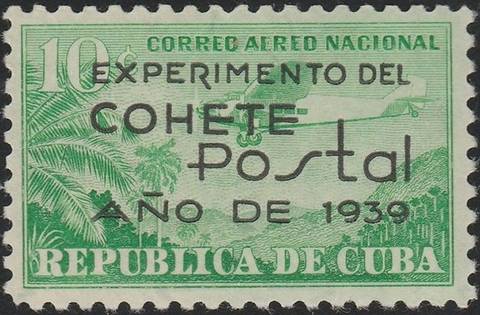 10¢ CORREO AEREO NACIONAL
EXPERIMENTO DEL
COHETE
Postal
AÑO DE 1939
REPUBLICA DE CUBA